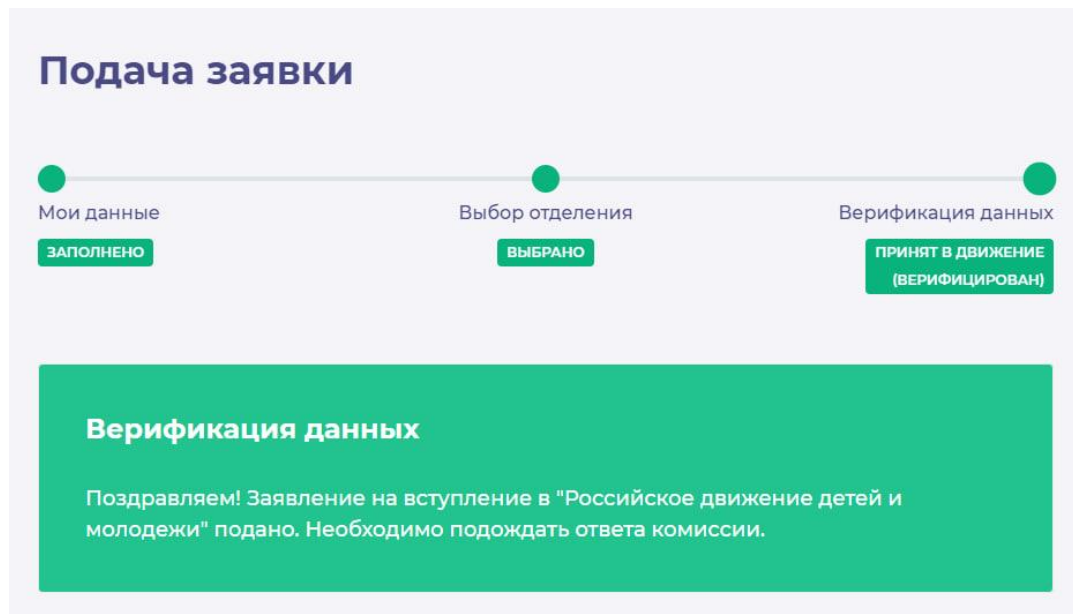 Подача заявки
Мои данные
Выбор отделения
Верификация данных
ЗАПОЛНЕНО
ВЫБРАНО
ПРИНЯТ В ДВИЖЕНИЕ
(ВЕРИФИЦИРОВАН)
Верификация данных
Поздравляем! Заявление на вступление в "Российское движение детей и
молодежи" подано. Необходимо подождать ответа комиссии.